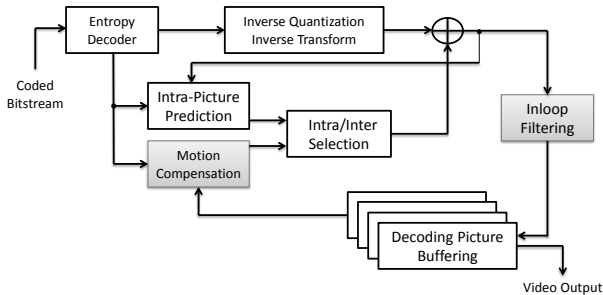 Entropy
Decoder
Inverse Quantization
Inverse Transform
Coded
Bitstream
Intra-Picture
Prediction
Intra/Inter
Selection
Inloop
Filtering
Motion
Compensation
Decoding Picture
Buffering
Video Output